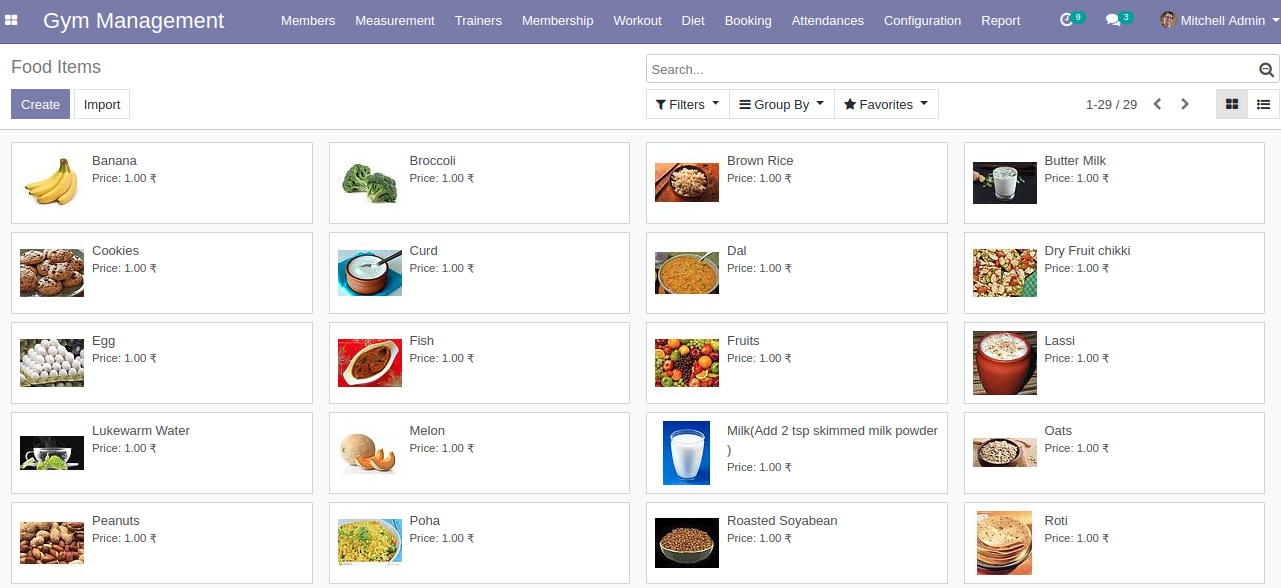 Gym Management Members Measurement Trainers Membership Workout Diet Booking Attendances Configuration Report 9 3 Mitchell Admin
Food Items
Search...
Create Import Filters Group By Favorites 1-29 / 29
Banana Broccoli Brown Rice Butter Milk
Price: 1.00 ₹ Price: 1.00 ₹ Price: 1.00 ₹ Price: 1.00 ₹
Cookies Curd Dal Dry Fruit chikki
Price: 1.00 ₹ Price: 1.00 ₹ Price: 1.00 ₹ Price: 1.00 ₹
Egg Fish Fruits Lassi
Price: 1.00 ₹ Price: 1.00 ₹ Price: 1.00 ₹ Price: 1.00 ₹
Lukewarm Water Melon Milk(Add 2 tsp skimmed milk powder Oats
Price: 1.00 ₹ Price: 1.00 ₹ ) Price: 1.00 ₹
Price: 1.00 ₹
Peanuts Poha Roasted Soyabean Roti
Price: 1.00 ₹ Price: 1.00 ₹ Price: 1.00 ₹ Price: 1.00 ₹